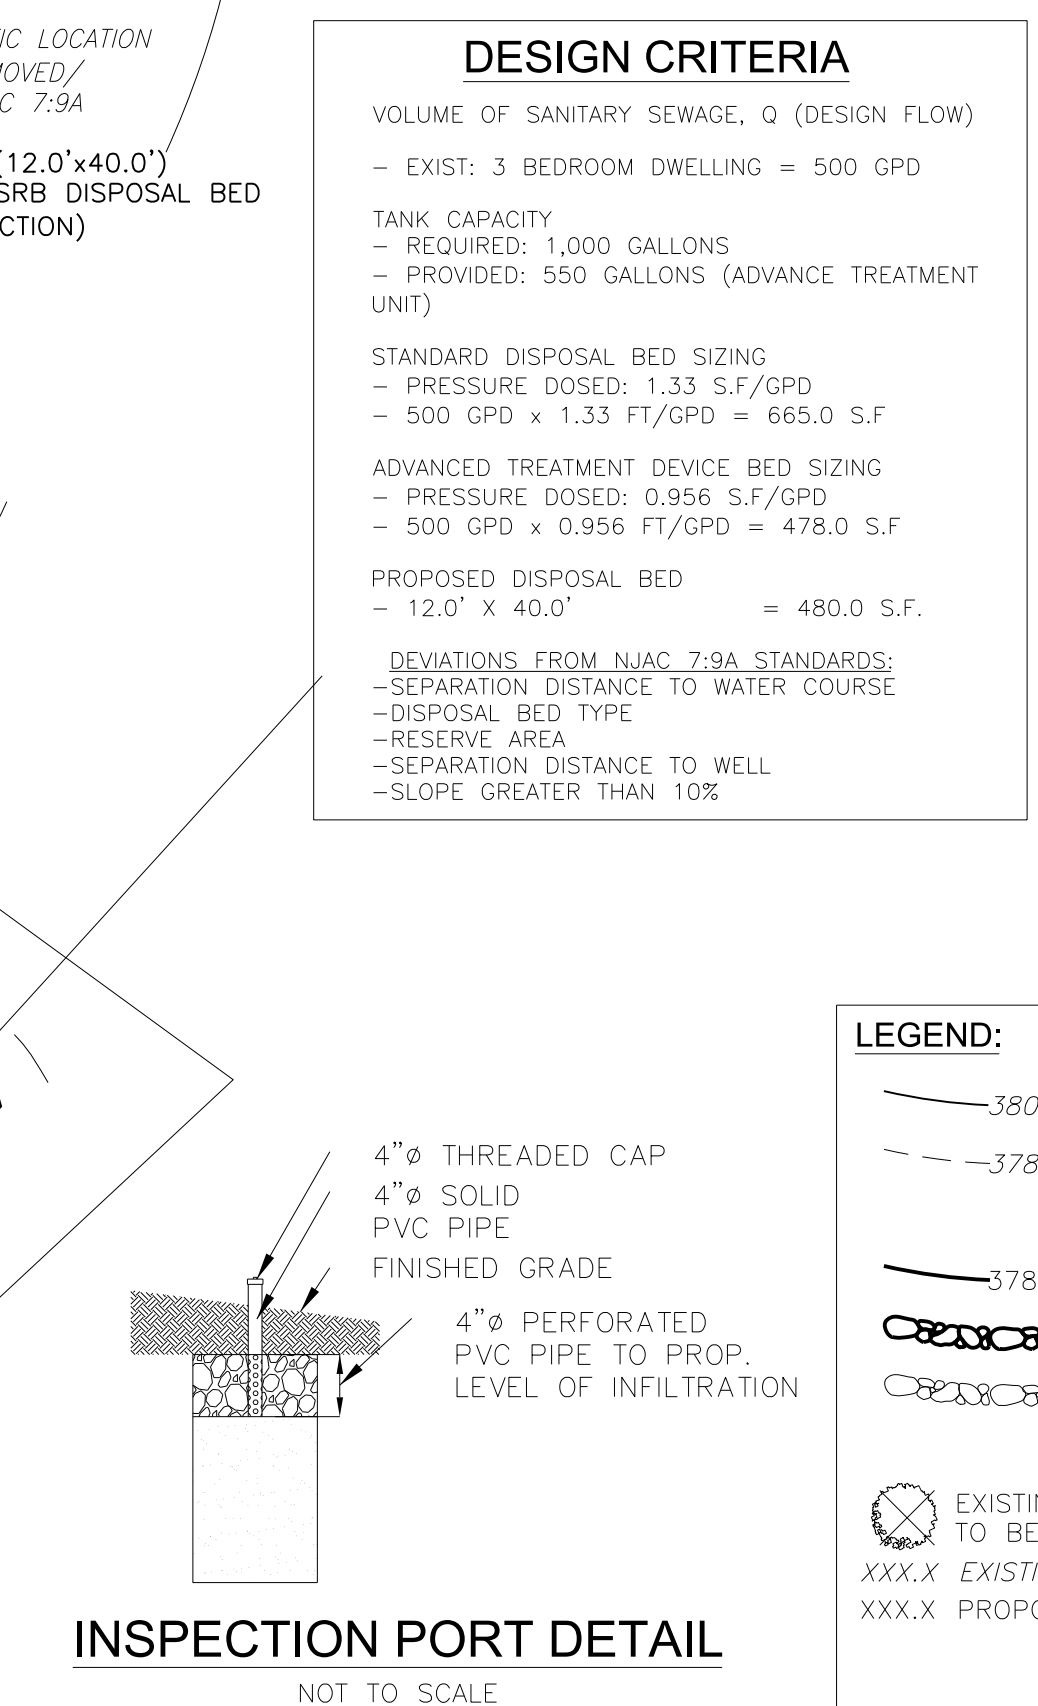 LOCATION
7:9A
(12.0'x40.0')
SRB DISPOSAL BED
DESIGN CRITERIA
VOLUME OF SANITARY SEWAGE, Q (DESIGN FLOW)
- EXIST: 3 BEDROOM DWELLING = 500 GPD
TANK CAPACITY
- REQUIRED: 1,000 GALLONS
- PROVIDED: 550 GALLONS (ADVANCE TREATMENT
UNIT)
STANDARD DISPOSAL BED SIZING
- PRESSURE DOSED: 1.33 S.F/GPD
- 500 GPD x 1.33 FT/GPD = 665.0 S.F
ADVANCED TREATMENT DEVICE BED SIZING
- PRESSURE DOSED: 0.956 S.F/GPD
- 500 GPD x 0.956 FT/GPD = 478.0 S.F
PROPOSED DISPOSAL BED
- 12.0' X 40.0' = 480.0 S.F.
DEVIATIONS FROM NJAC 7:9A STANDARDS:
-SEPARATION DISTANCE TO WATER COURSE
-DISPOSAL BED TYPE
-RESERVE AREA
-SEPARATION DISTANCE TO WELL
-SLOPE GREATER THAN 10%
4"ø THREADED CAP
4"ø SOLID
PVC PIPE
FINISHED GRADE
4"ø PERFORATED
PVC PIPE TO PROP.
LEVEL OF INFILTRATION
INSPECTION PORT DETAIL
NOT TO SCALE
LEGEND:
380
378
378
TO BE
XXX.X
XXX.X